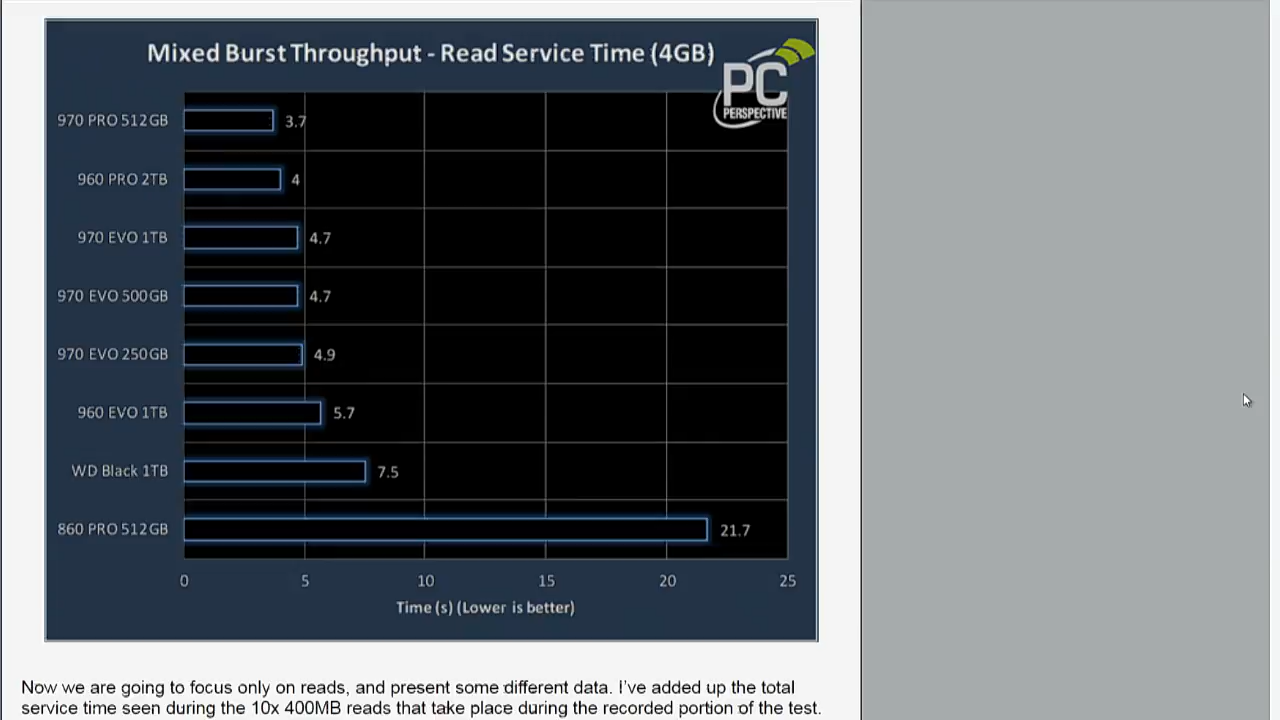 Mixed Burst Throughput - Read Service Time (4GB)
PC
PERSPECTIVE
970 PRO 512GB 3.7
960 PRO 2TB 4
970 EVO 1TB 4.7
970 EVO 500GB 4.7
970 EVO 250GB 4.9
960 EVO 1TB 5.7
WD Black 1TB 7.5
860 PRO 512GB 21.7
0 5 10 15 20 25
Time (s) (Lower is better)
Now we are going to focus only on reads, and present some different data. I've added up the total
service time seen during the 10x 400MB reads that take place during the recorded portion of the test.